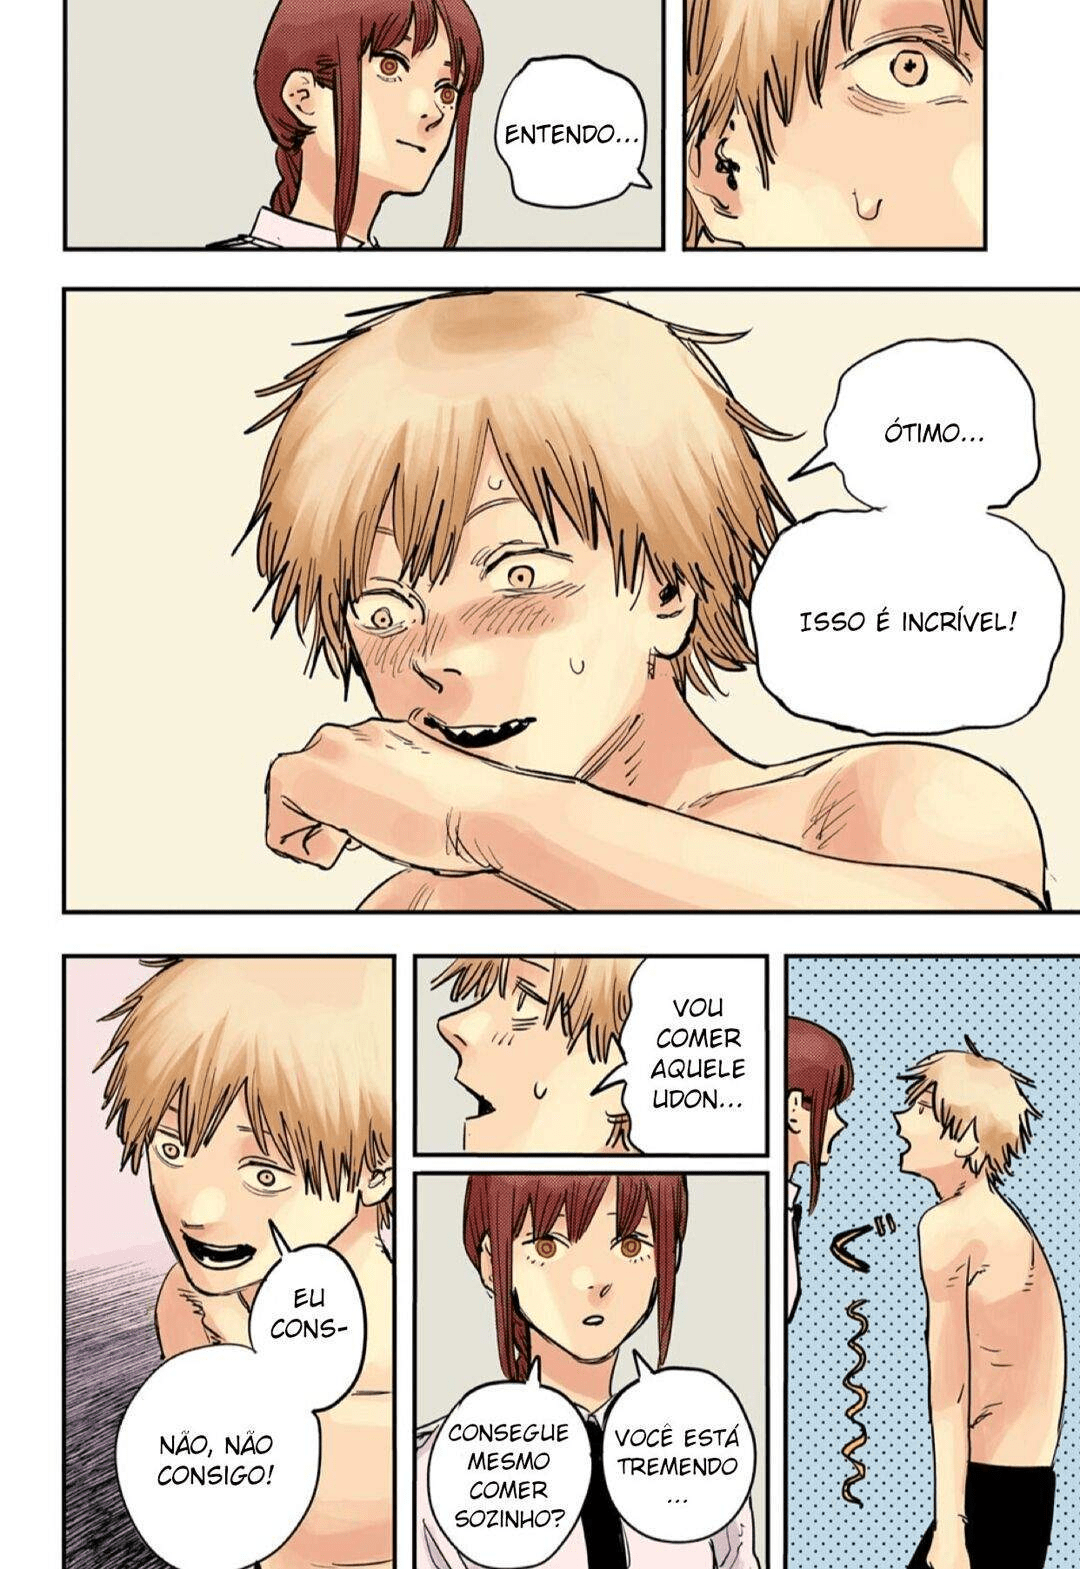 ENTENDO...
ÓTIMO...
ISSO É INCRÍVEL!
VOU
COMER
AQUELE
UDON...
VOCÊ ESTÁ
TREMENDO
...
CONSEGUE
MESMO
COMER
SOZINHO?
EU
CONS-
NÃO, NÃO
CONSIGO!